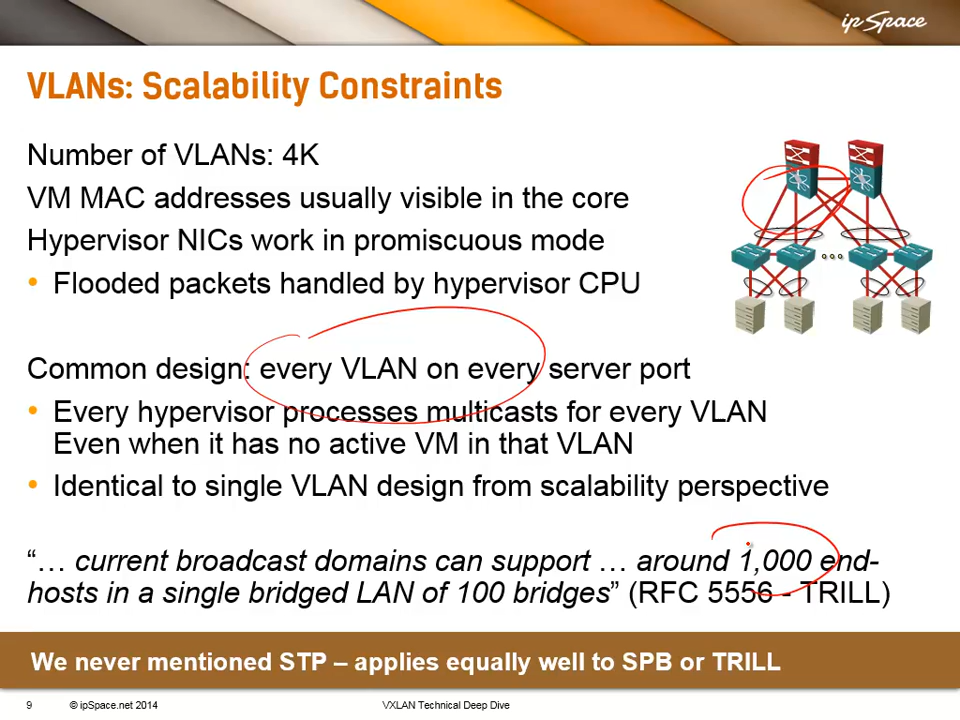 ipSpace
VLANs: Scalability Constraints
Number of VLANs: 4K
VM MAC addresses usually visible in the core
Hypervisor NICs work in promiscuous mode
• Flooded packets handled by hypervisor CPU
Common design: every VLAN on every server port
• Every hypervisor processes multicasts for every VLAN
Even when it has no active VM in that VLAN
• Identical to single VLAN design from scalability perspective
“… current broadcast domains can support … around 1,000 end-
hosts in a single bridged LAN of 100 bridges” (RFC 5556 - TRILL)
We never mentioned STP – applies equally well to SPB or TRILL
9 © ipSpace.net 2014 VXLAN Technical Deep Dive